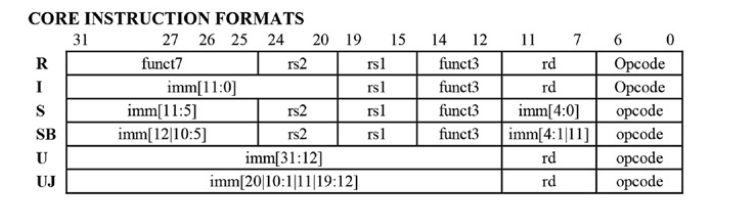 CORE INSTRUCTION FORMATS
31 27 26 25 24 20 19 15 14 12 11 7 6 0
R funct7 rs2 rs1 funct3 rd Opcode
I imm[11:0] rs1 funct3 rd Opcode
S imm[11:5] rs2 rs1 funct3 imm[4:0] opcode
SB imm[12|10:5] rs2 rs1 funct3 imm[4:1|11] opcode
U imm[31:12] rd opcode
UJ imm[20|10:1|11|19:12] rd opcode